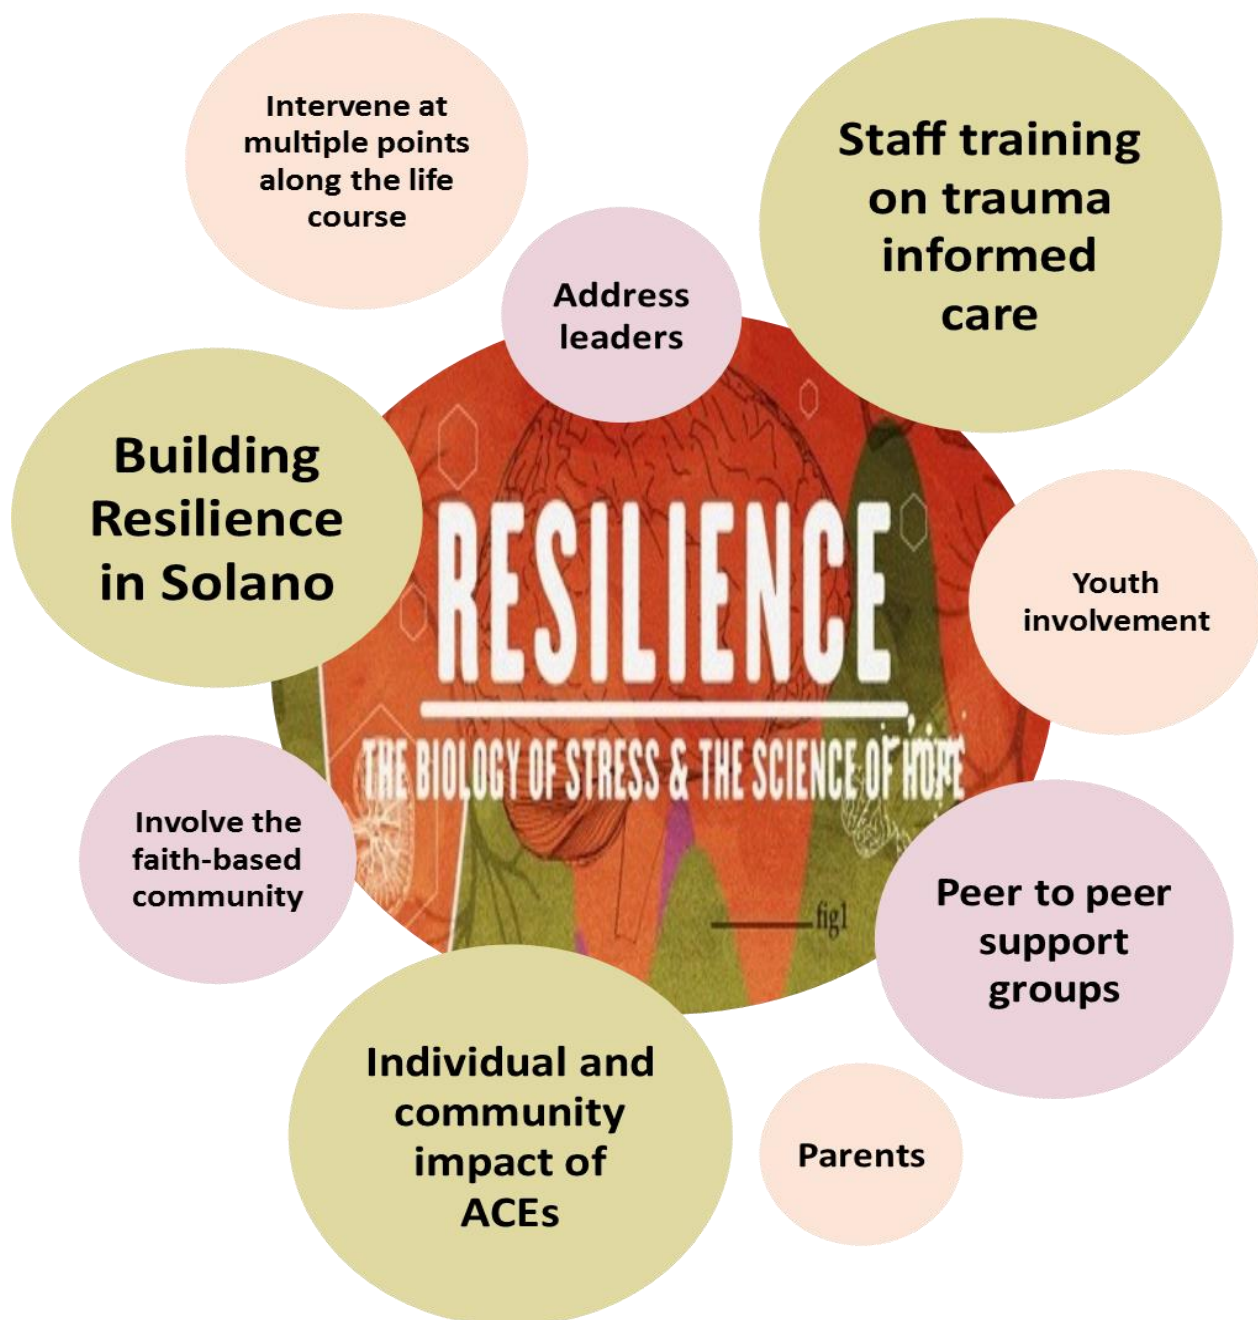 Intervene at
multiple points
along the life
course
Staff training
on trauma
informed
care
Address
leaders
Building
Resilience
in Solano
RESILIENCE
THE BIOLOGY OF STRESS & THE SCIENCE OF HOPE
Youth
involvement
Involve the
faith-based
community
Peer to peer
support
groups
fig1
Individual and
community
impact of
ACEs
Parents